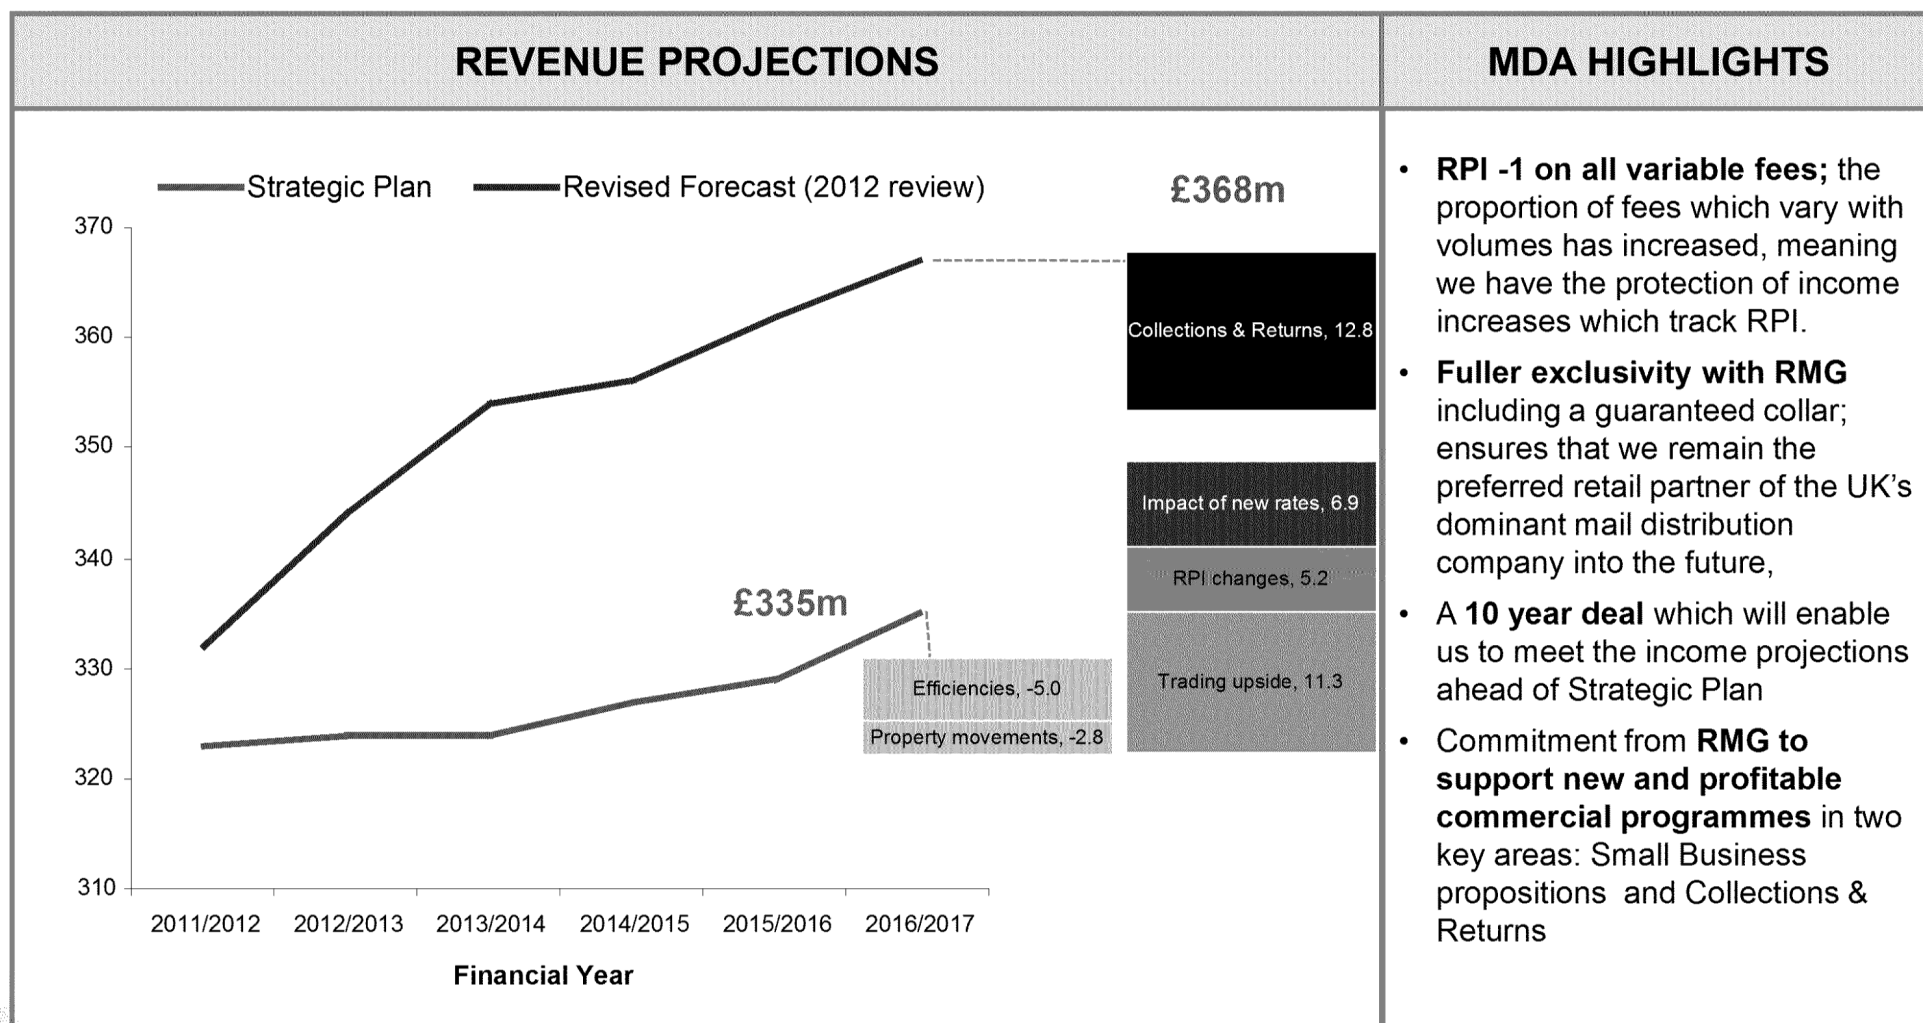 REVENUE PROJECTIONS
MDA HIGHLIGHTS
Strategic Plan
Revised Forecast (2012 review)
£368m
370
360
350
340
330
320
310
Collections & Returns, 12.8
Impact of new rates, 6.9
RPI changes, 5.2
Trading upside, 11.3
£335m
Efficiencies, -5.0
Property movements, -2.8
2011/2012 2012/2013 2013/2014 2014/2015 2015/2016 2016/2017
Financial Year
• RPI -1 on all variable fees; the
proportion of fees which vary with
volumes has increased, meaning
we have the protection of income
increases which track RPI.
• Fuller exclusivity with RMG
including a guaranteed collar;
ensures that we remain the
preferred retail partner of the UK's
dominant mail distribution
company into the future,
• A 10 year deal which will enable
us to meet the income projections
ahead of Strategic Plan
• Commitment from RMG to
support new and profitable
commercial programmes in two
key areas: Small Business
propositions and Collections &
Returns